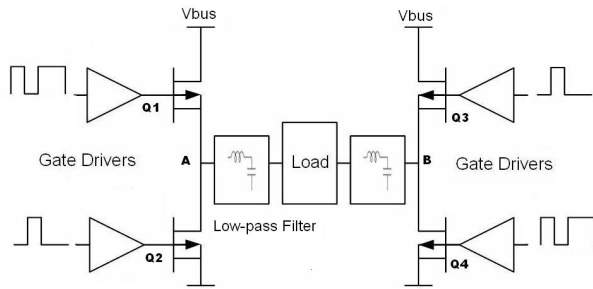 Vbus
Vbus
Q1
Q3
Gate Drivers
A
Load
B
Gate Drivers
Low-pass Filter
Q2
Q4